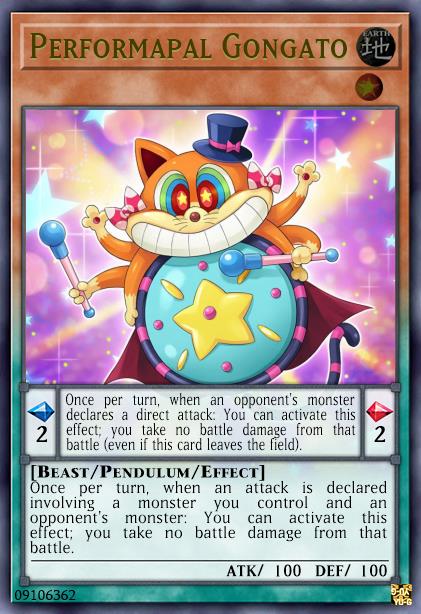 Performapal Gongato
EARTH
地
Once per turn, when an opponent's monster
declares a direct attack: You can activate this
effect; you take no battle damage from that
battle (even if this card leaves the field).
2
2
[Beast/Pendulum/Effect]
Once per turn, when an attack is declared
involving a monster you control and an
opponent's monster: You can activate this
effect; you take no battle damage from that
battle.
ATK/ 100 DEF/ 100
09106362